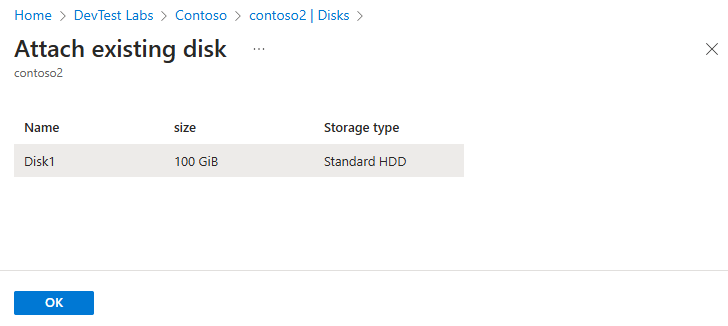 Home > DevTest Labs > Contoso > contoso2 | Disks >
Attach existing disk ...
contoso2
Name size Storage type
Disk1 100 GiB Standard HDD
OK